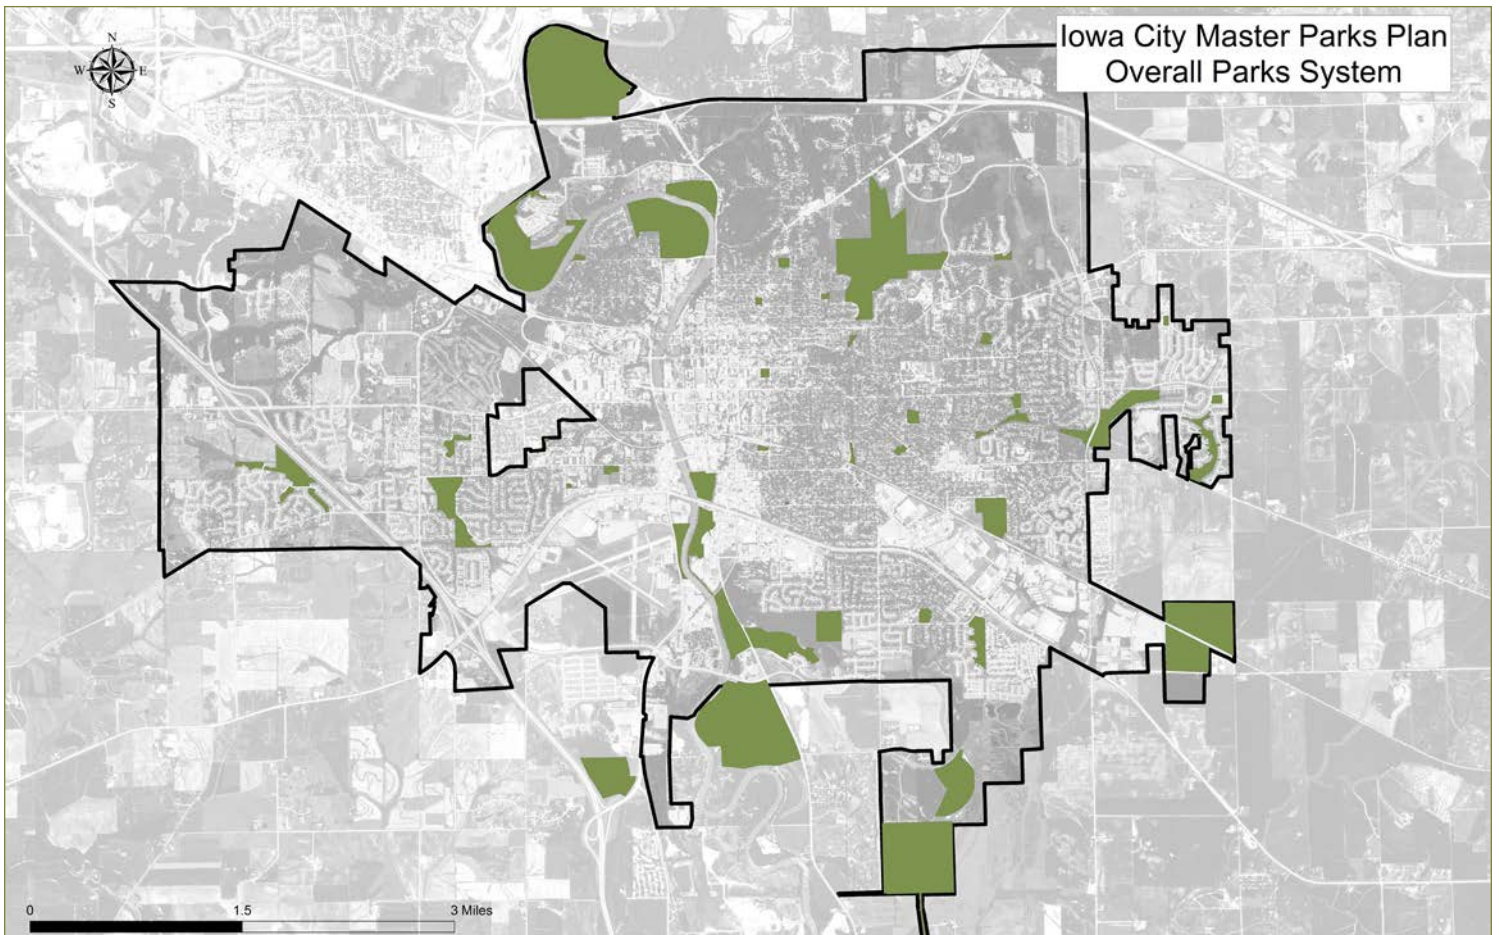 Iowa City Master Parks Plan
Overall Parks System
N
W E
S
0 1.5 3 Miles